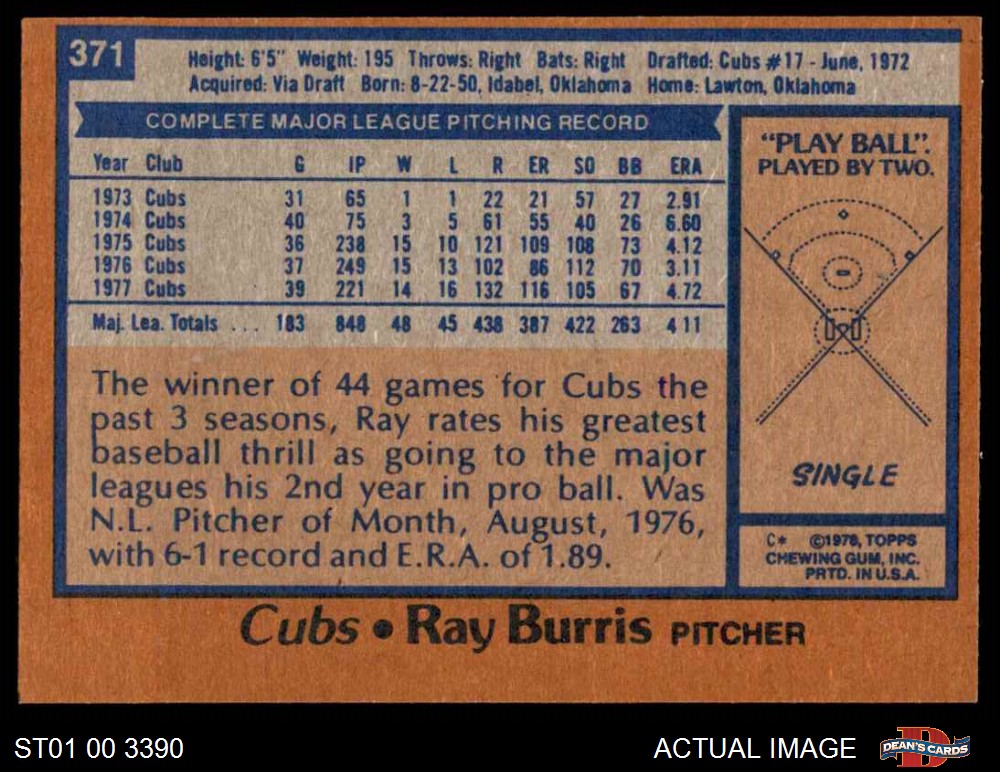 371
Height: 6'5" Weight: 195 Throws: Right Bats: Right Drafted: Cubs #17 - June, 1972
Acquired: Via Draft Born: 8-22-50, Idabel, Oklahoma Home: Lawton, Oklahoma
COMPLETE MAJOR LEAGUE PITCHING RECORD
Year Club G IP W L R ER SO BB ERA
1973 Cubs 31 65 1 1 22 21 57 27 2.91
1974 Cubs 40 75 3 5 61 55 40 26 6.60
1975 Cubs 36 238 15 10 121 109 108 73 4.12
1976 Cubs 37 249 15 13 102 86 112 70 3.11
1977 Cubs 39 221 14 16 132 116 105 67 4.72
Maj. Lea. Totals ... 183 848 48 45 438 387 422 263 4 11
The winner of 44 games for Cubs the
past 3 seasons, Ray rates his greatest
baseball thrill as going to the major
leagues his 2nd year in pro ball. Was
N.L. Pitcher of Month, August, 1976,
with 6-1 record and E.R.A. of 1.89.
"PLAY BALL".
PLAYED BY TWO.
SINGLE
C* ©1978, TOPPS
CHEWING GUM, INC.
PRTD. IN U.S.A.
Cubs • Ray Burris PITCHER
ST01 00 3390
ACTUAL IMAGE
D
DEAN'S CARDS